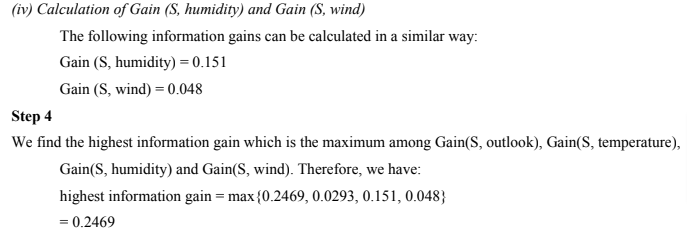 (iv) Calculation of Gain (S, humidity) and Gain (S, wind)
The following information gains can be calculated in a similar way:
Gain (S, humidity) = 0.151
Gain (S, wind) = 0.048
Step 4
We find the highest information gain which is the maximum among Gain(S, outlook), Gain(S, temperature),
Gain(S, humidity) and Gain(S, wind). Therefore, we have:
highest information gain = max{0.2469, 0.0293, 0.151, 0.048}
= 0.2469